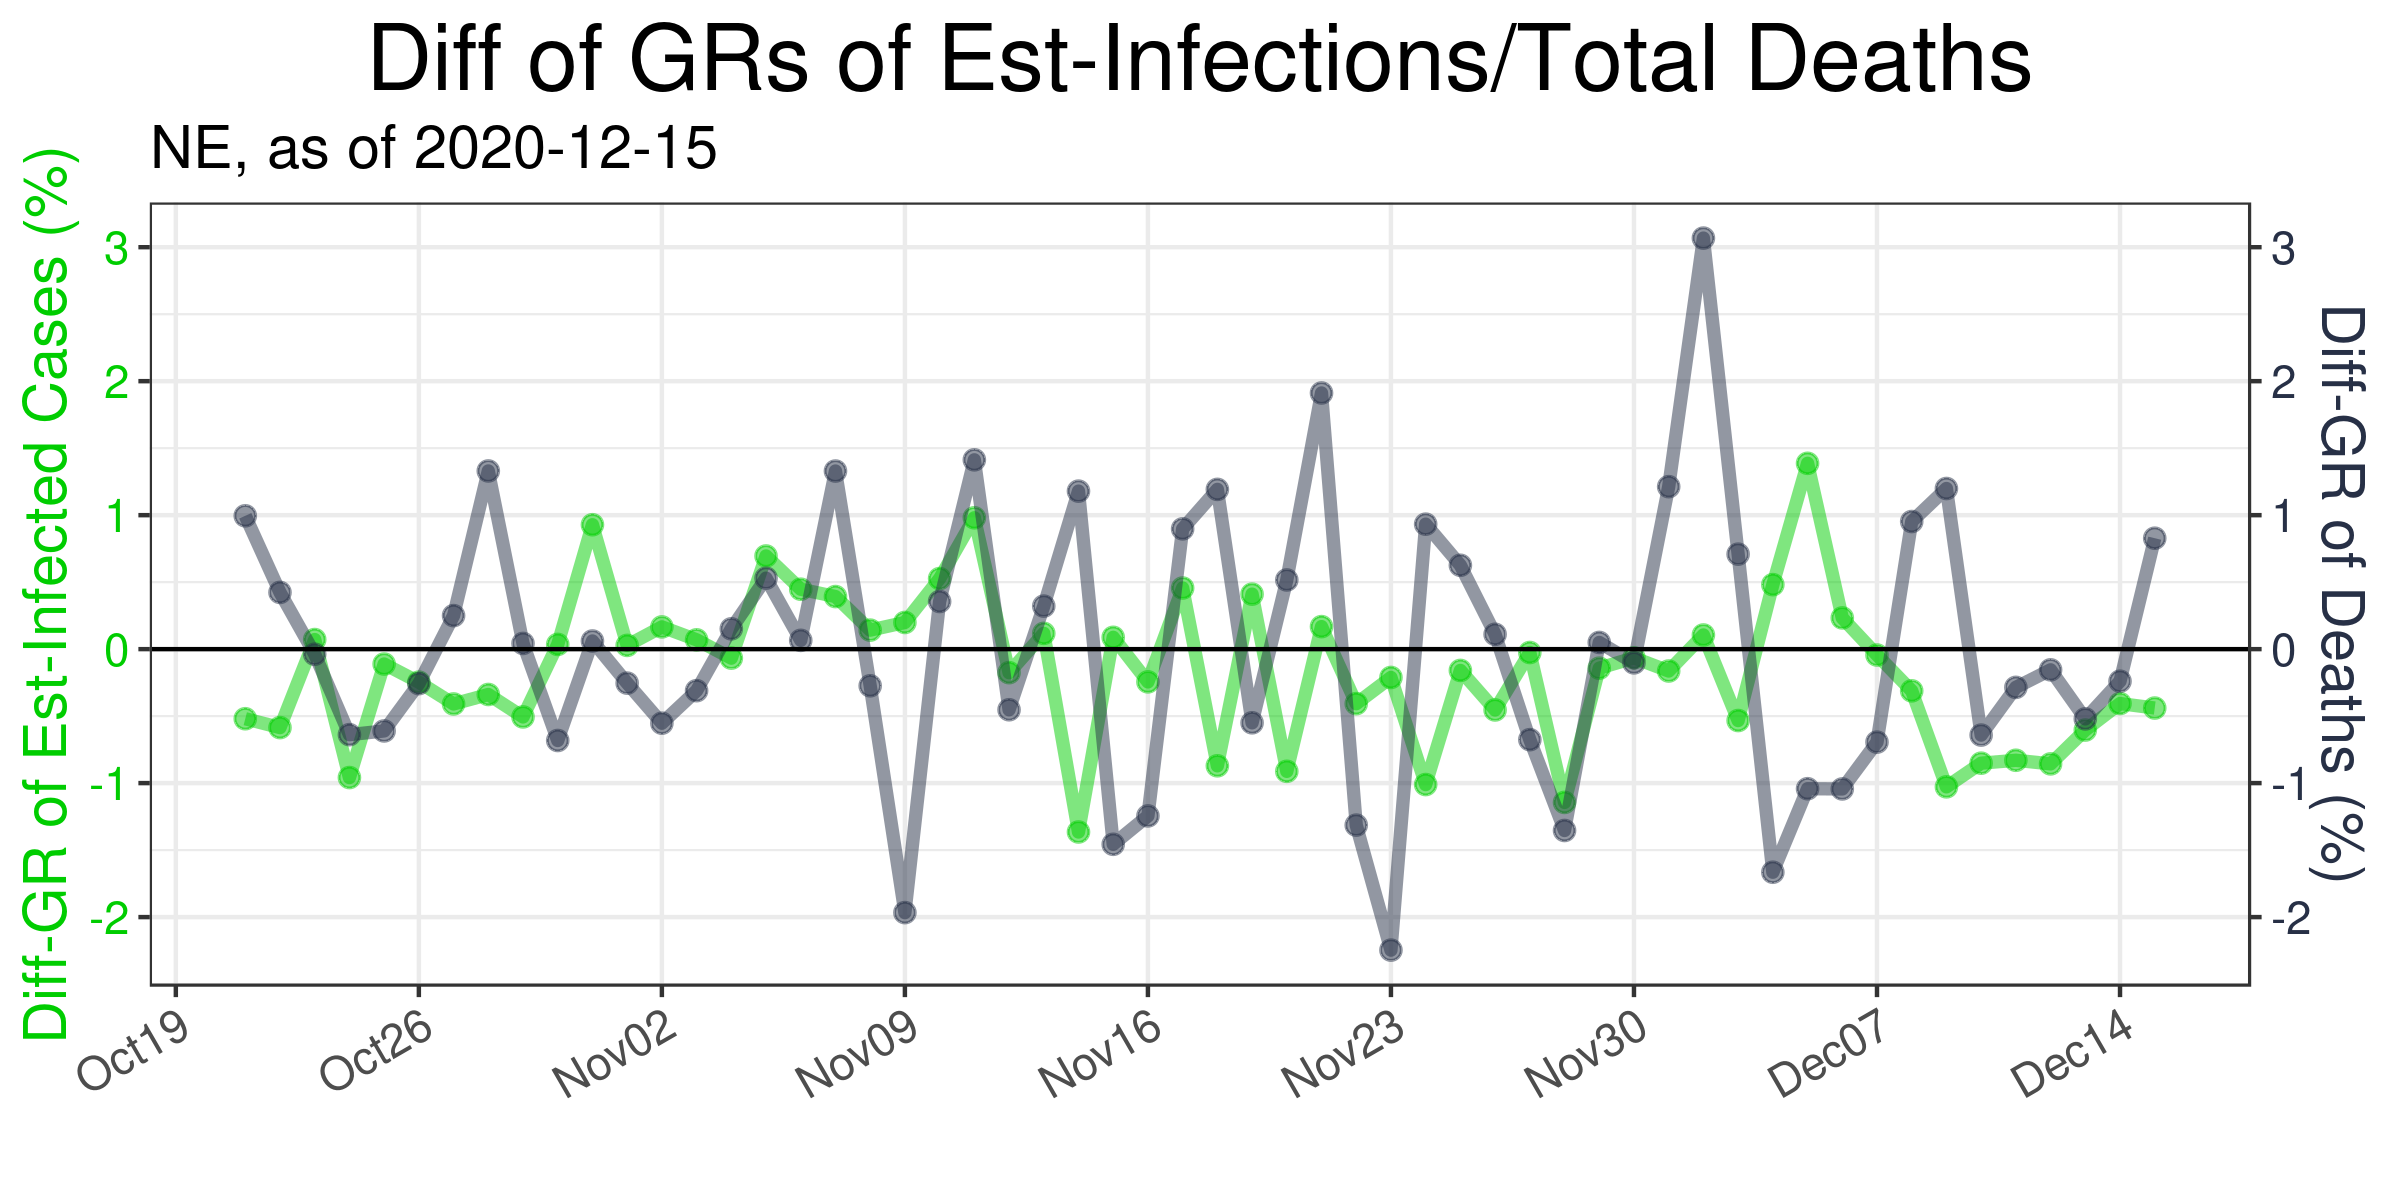 Diff of GRs of Est-Infections/Total Deaths
NE, as of 2020-12-15
Diff-GR of Est-Infected Cases (%)
3
2
1
0
-1
-2
3
2
1
0
-1
-2
Diff-GR of Deaths (%)
Oct19
Oct26
Nov02
Nov09
Nov16
Nov23
Nov30
Dec07
Dec14